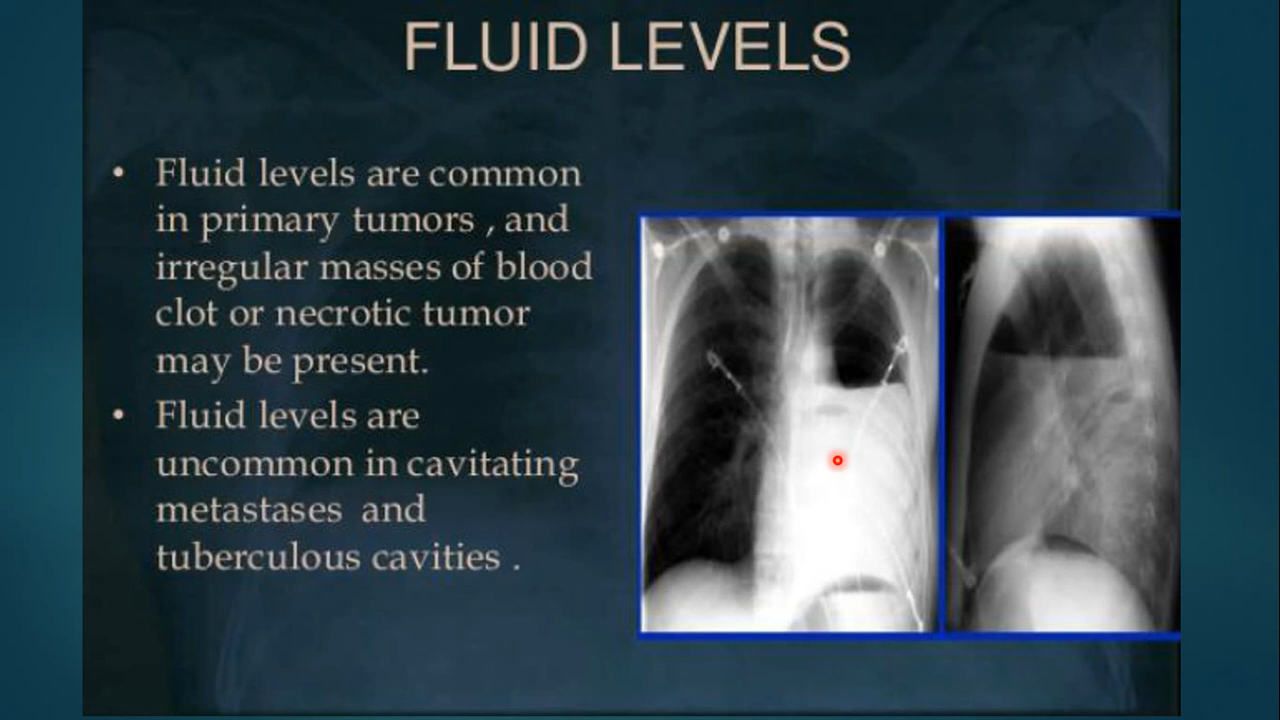 FLUID LEVELS
• Fluid levels are common
in primary tumors , and
irregular masses of blood
clot or necrotic tumor
may be present.
• Fluid levels are
uncommon in cavitating
metastases and
tuberculous cavities .